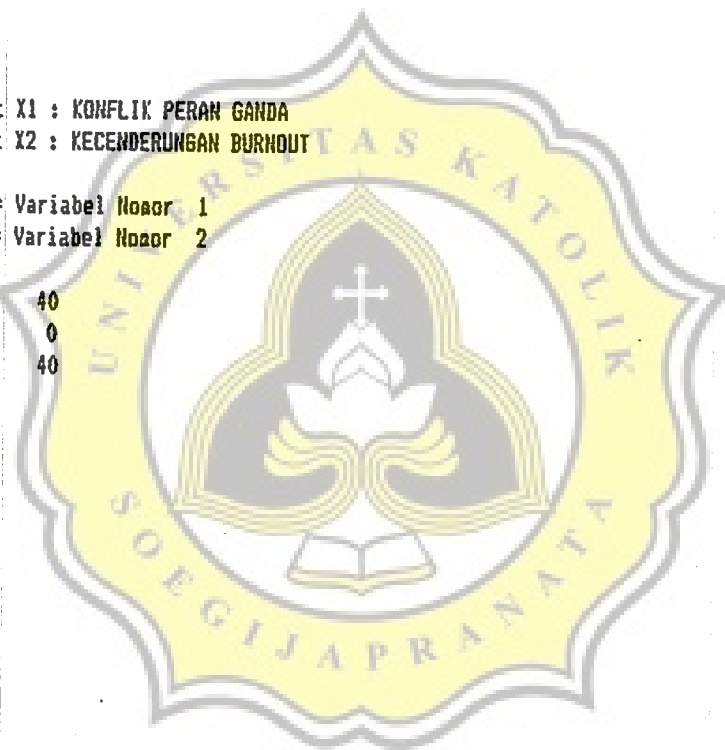 : X1 : KONFLIK PERAN GANDA
: X2 : KECENDERUNGAN BURNOUT
= Variabel Nomor 1
= Variabel Nomor 2
40
0
40
UNIVERSITAS KATOLIK
SOEGIJAPRANATA